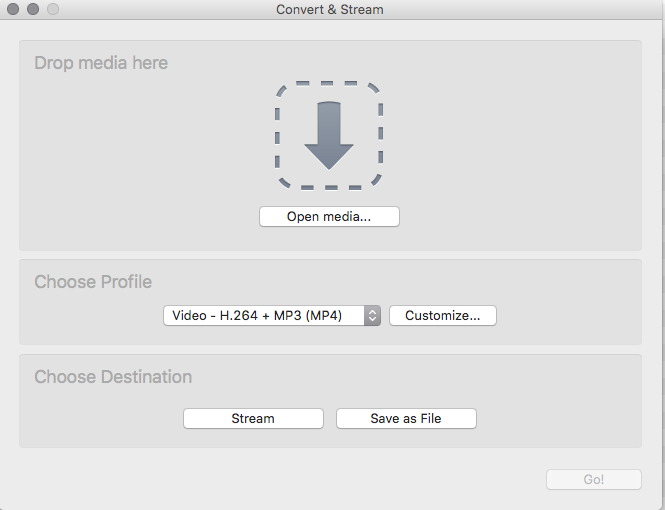 Convert & Stream
Drop media here
Open media...
Choose Profile
Video - H.264 + MP3 (MP4)
Customize...
Choose Destination
Stream
Save as File
Go!